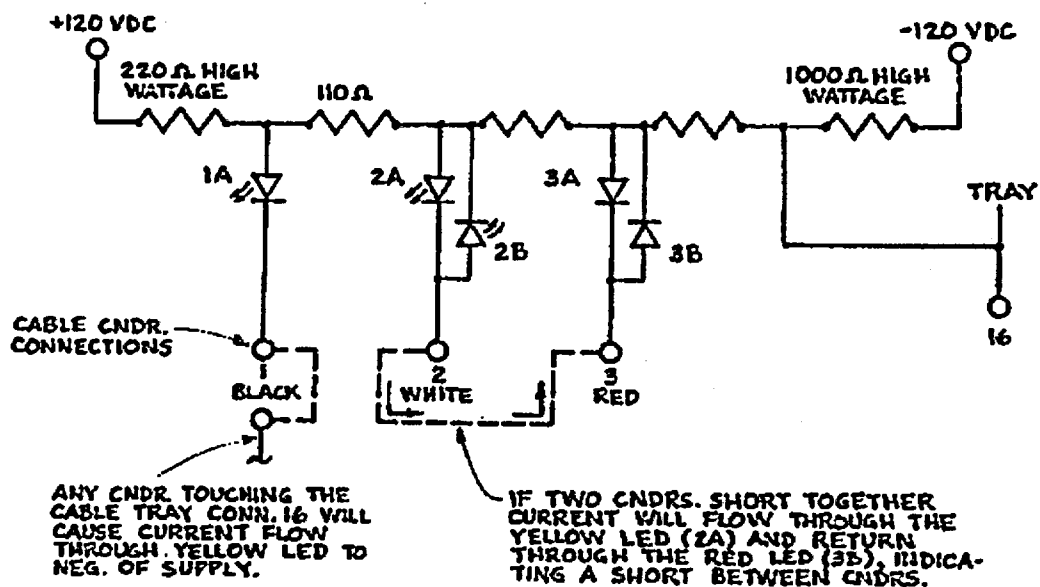 +120 VDC
-120 VDC
220Ω HIGH
WATTAGE
110Ω
1000Ω HIGH
WATTAGE
1A
2A
2B
3A
3B
TRAY
16
CABLE CNDR.
CONNECTIONS
1
BLACK
2
WHITE
3
RED
ANY CNDR. TOUCHING THE
CABLE TRAY CONN. 16 WILL
CAUSE CURRENT FLOW
THROUGH YELLOW LED TO
NEG. OF SUPPLY.
IF TWO CNDRS. SHORT TOGETHER
CURRENT WILL FLOW THROUGH THE
YELLOW LED (2A) AND RETURN
THROUGH THE RED LED (3B), INDICA-
TING A SHORT BETWEEN CNDRS.